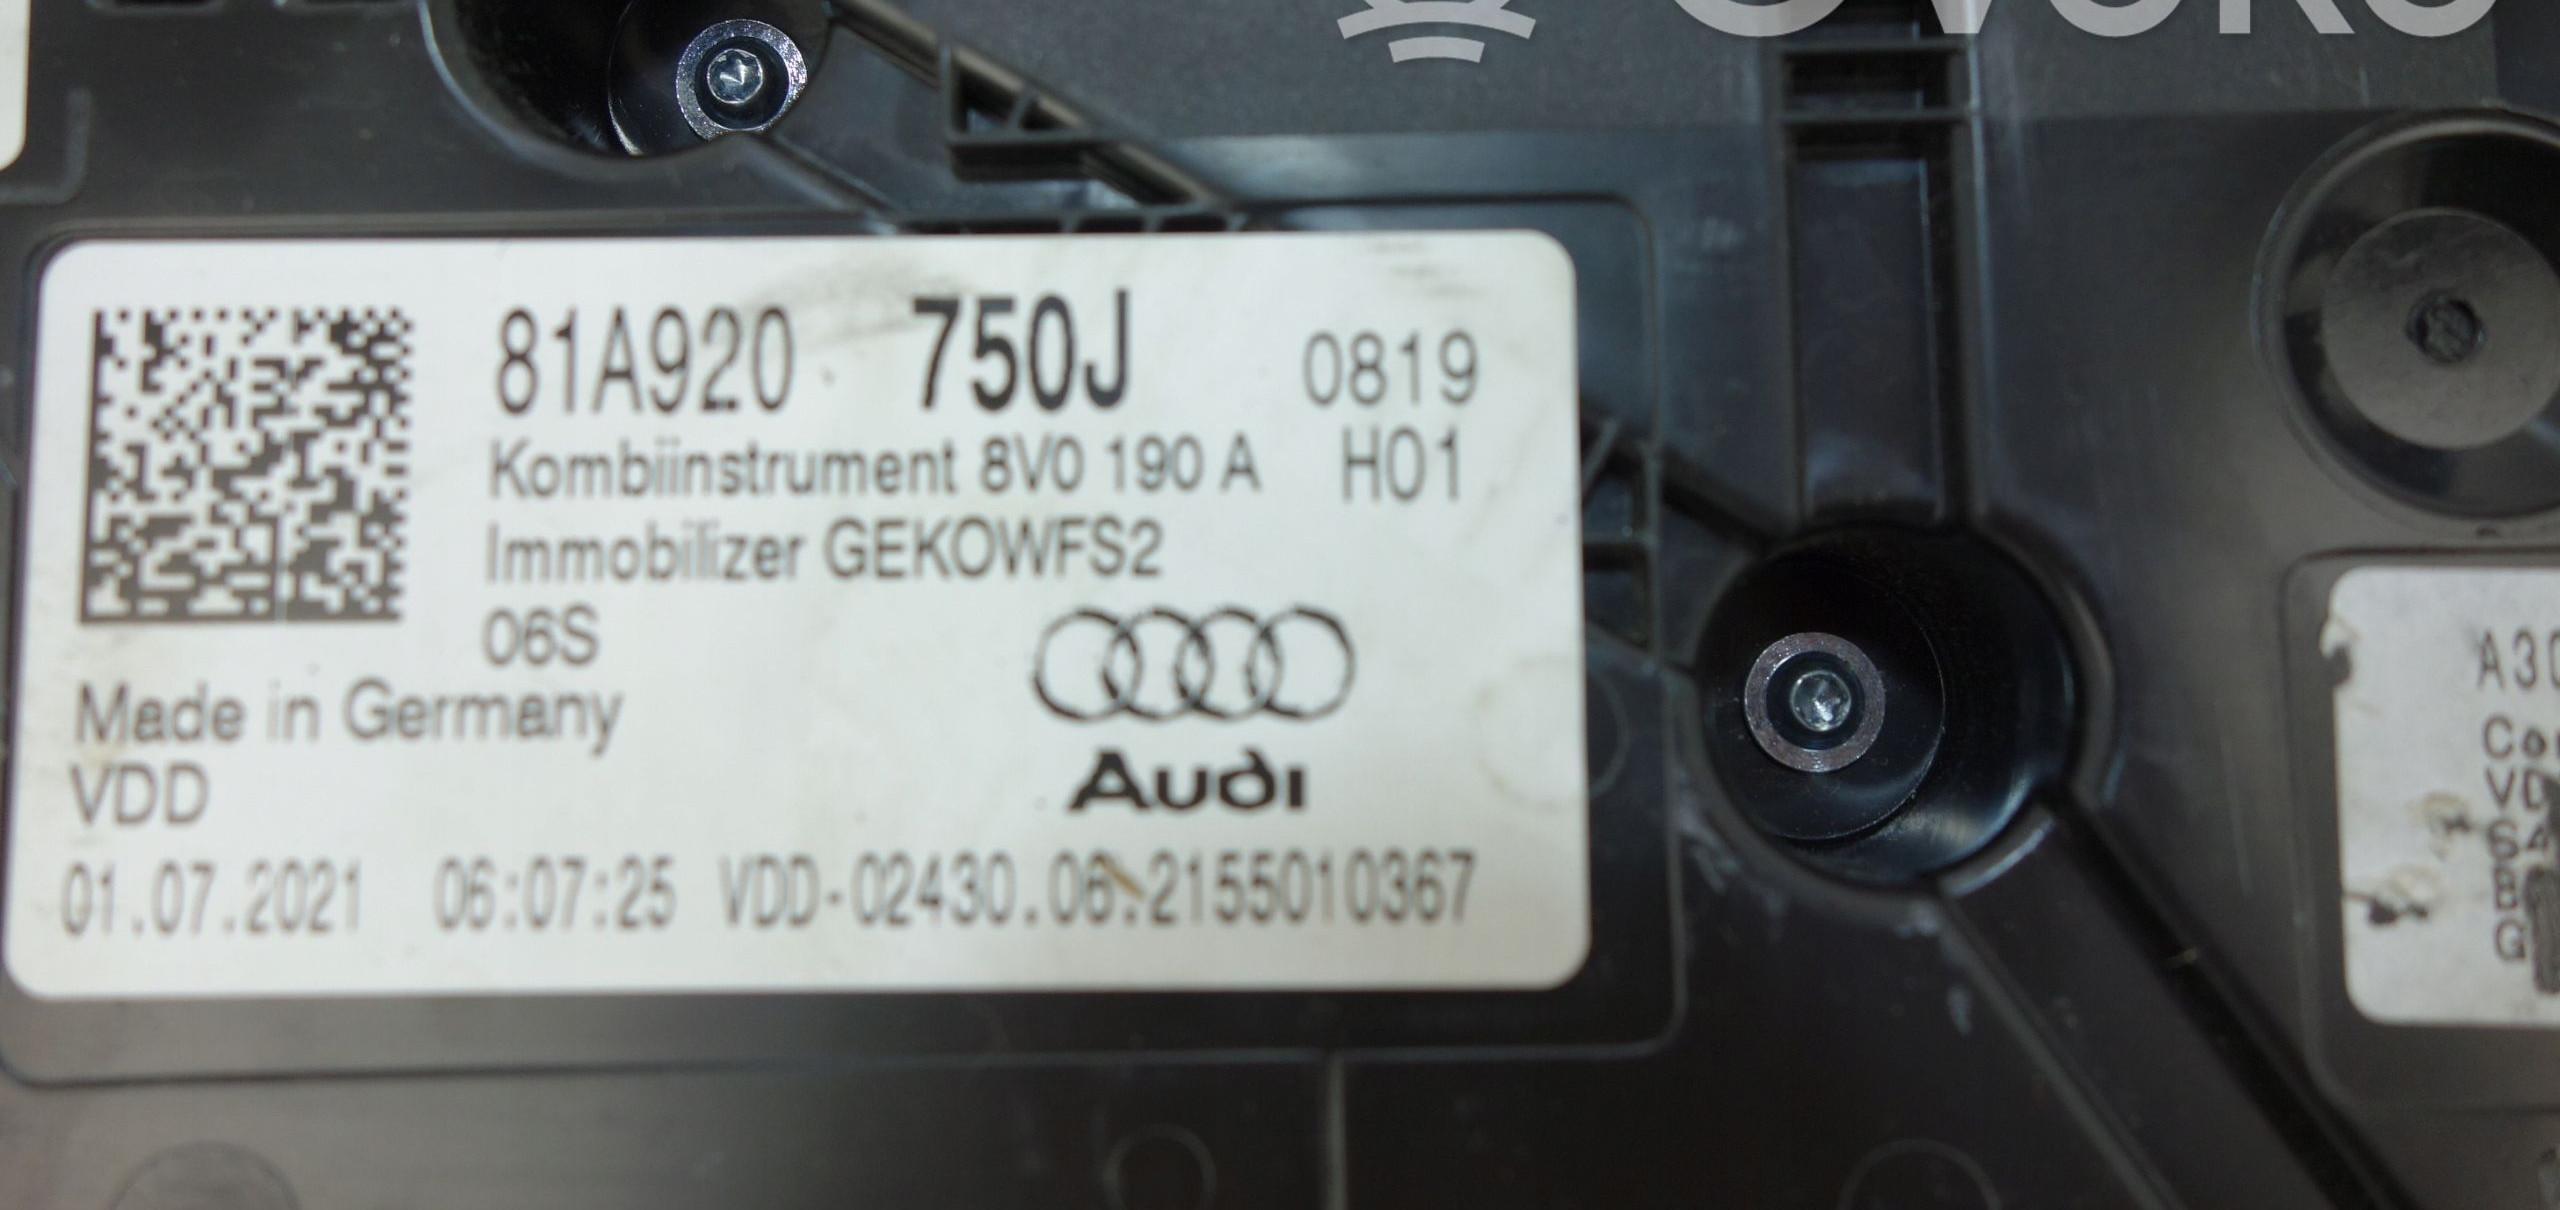 81A920 750J 0819
Kombiinstrument 8V0 190 A H01
Immobilizer GEKOWFS2
06S
Made in Germany
Audi
VDD
01.07.2021 06:07:25 VDD-02430.06.2155010367